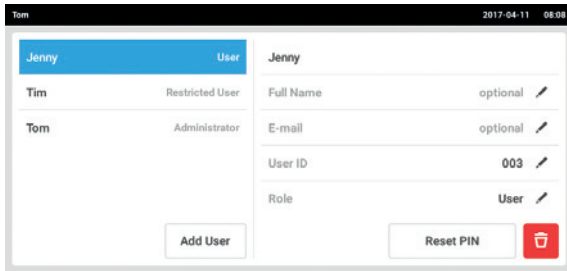 Tom 2017-04-11 08:08
Jenny User
Tim Restricted User
Tom Administrator
Add User
Jenny
Full Name optional
E-mail optional
User ID 003
Role User
Reset PIN